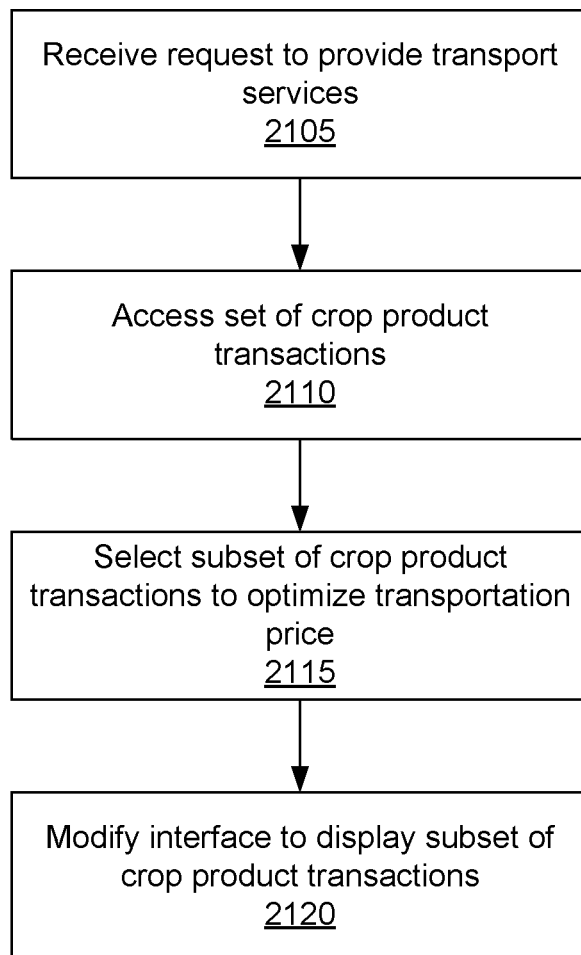 Receive request to provide transport
services
2105
Access set of crop product
transactions
2110
Select subset of crop product
transactions to optimize transportation
price
2115
Modify interface to display subset of
crop product transactions
2120